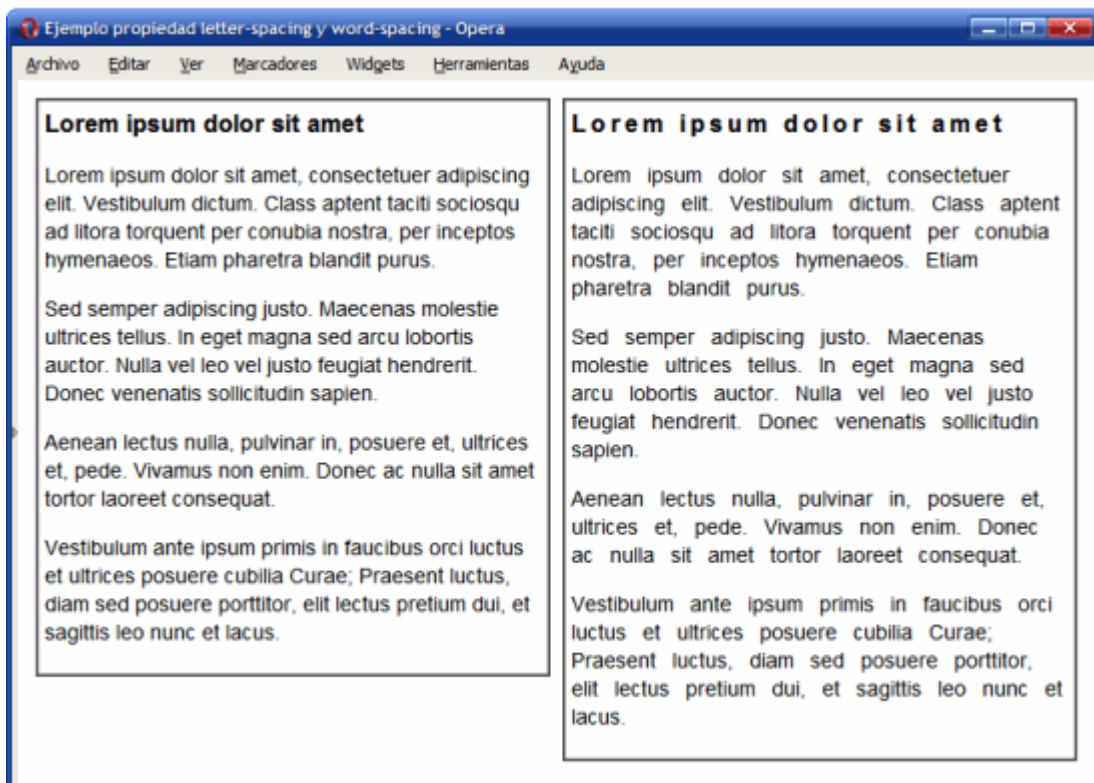 Ejemplo propiedad letter-spacing y word-spacing - Opera
Archivo Editar Ver Marcadores Widgets Herramientas Ayuda
Lorem ipsum dolor sit amet
Lorem ipsum dolor sit amet, consectetuer adipiscing
elit. Vestibulum dictum. Class aptent taciti sociosqu
ad litora torquent per conubia nostra, per inceptos
hymenaeos. Etiam pharetra blandit purus.
Sed semper adipiscing justo. Maecenas molestie
ultrices tellus. In eget magna sed arcu lobortis
auctor. Nulla vel leo vel justo feugiat hendrerit.
Donec venenatis sollicitudin sapien.
Aenean lectus nulla, pulvinar in, posuere et, ultrices
et, pede. Vivamus non enim. Donec ac nulla sit amet
tortor laoreet consequat.
Vestibulum ante ipsum primis in faucibus orci luctus
et ultrices posuere cubilia Curae; Praesent luctus,
diam sed posuere porttitor, elit lectus pretium dui, et
sagittis leo nunc et lacus.
Lorem ipsum dolor sit amet
Lorem ipsum dolor sit amet, consectetuer
adipiscing elit. Vestibulum dictum. Class aptent
taciti sociosqu ad litora torquent per conubia
nostra, per inceptos hymenaeos. Etiam
pharetra blandit purus.
Sed semper adipiscing justo. Maecenas
molestie ultrices tellus. In eget magna sed
arcu lobortis auctor. Nulla vel leo vel justo
feugiat hendrerit. Donec venenatis sollicitudin
sapien.
Aenean lectus nulla, pulvinar in, posuere et,
ultrices et, pede. Vivamus non enim. Donec
ac nulla sit amet tortor laoreet consequat.
Vestibulum ante ipsum primis in faucibus orci
luctus et ultrices posuere cubilia Curae;
Praesent luctus, diam sed posuere porttitor,
elit lectus pretium dui, et sagittis leo nunc et
lacus.